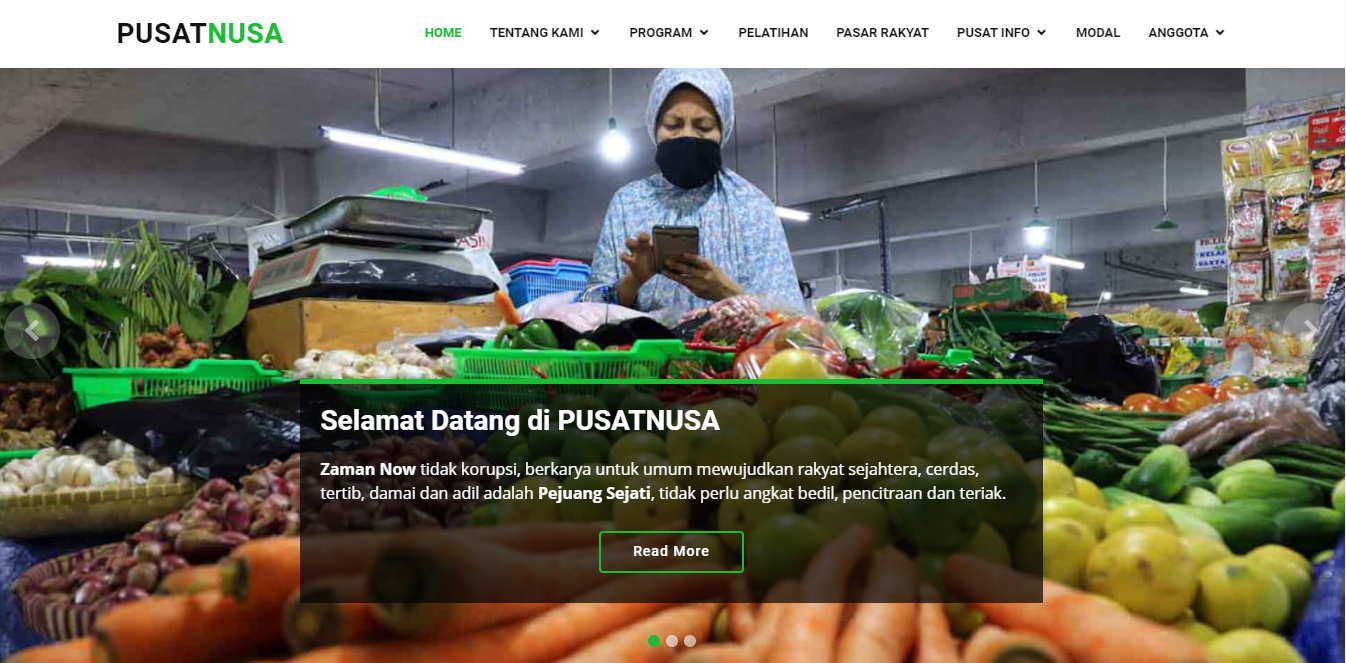 PUSATNUSA
HOME TENTANG KAMI PROGRAM PELATIHAN PASAR RAKYAT PUSAT INFO MODAL ANGGOTA
Selamat Datang di PUSATNUSA
Zaman Now tidak korupsi, berkarya untuk umum mewujudkan rakyat sejahtera, cerdas,
tertib, damai dan adil adalah Pejuang Sejati, tidak perlu angkat bedil, pencitraan dan teriak.
Read More